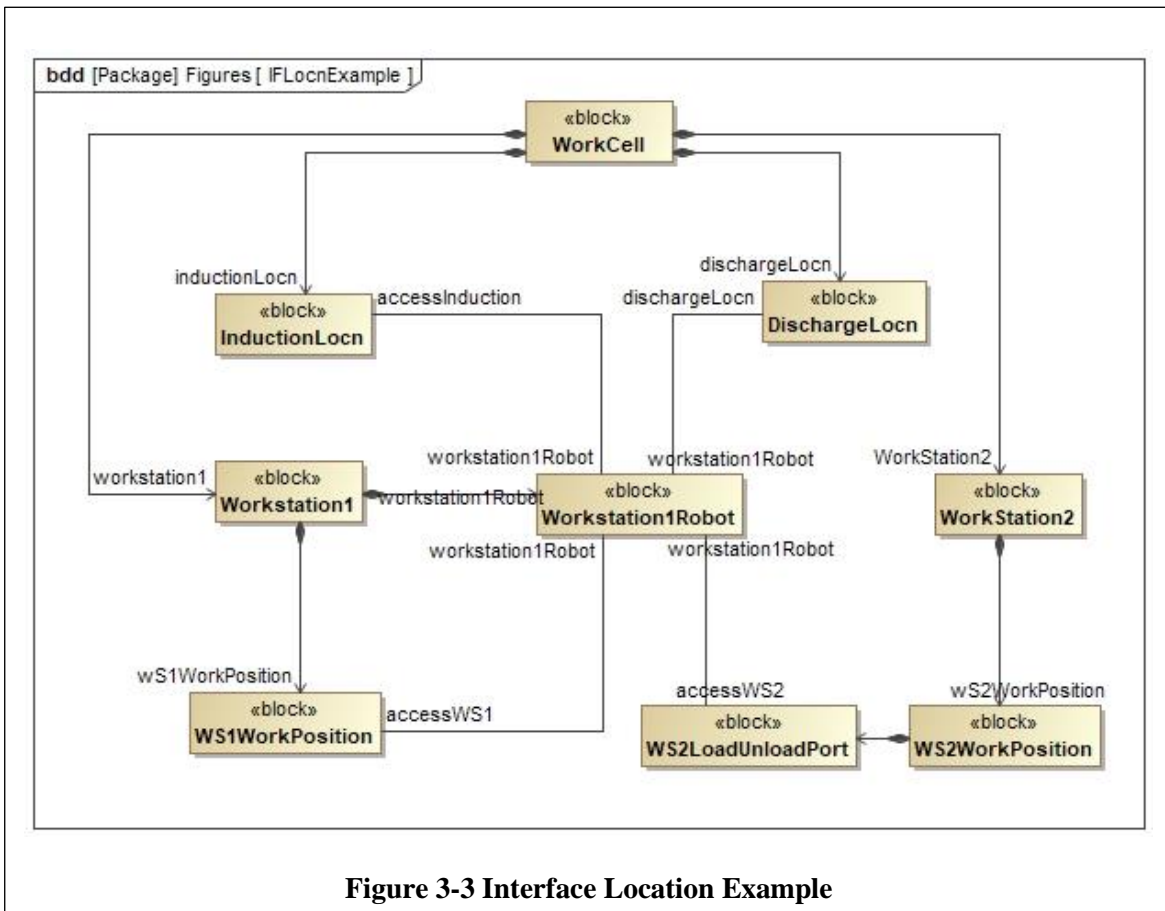 bdd [Package] Figures [ IFLocnExample ]
«block»
WorkCell
inductionLocn
dischargeLocn
accessInduction
dischargeLocn
«block»
InductionLocn
«block»
DischargeLocn
workstation1Robot
workstation1Robot
WorkStation2
workstation1
«block»
Workstation1
workstation1Robot
«block»
Workstation1Robot
«block»
WorkStation2
workstation1Robot
workstation1Robot
wS1WorkPosition
accessWS2
wS2WorkPosition
«block»
WS1WorkPosition
accessWS1
«block»
WS2LoadUnloadPort
«block»
WS2WorkPosition
Figure 3-3 Interface Location Example